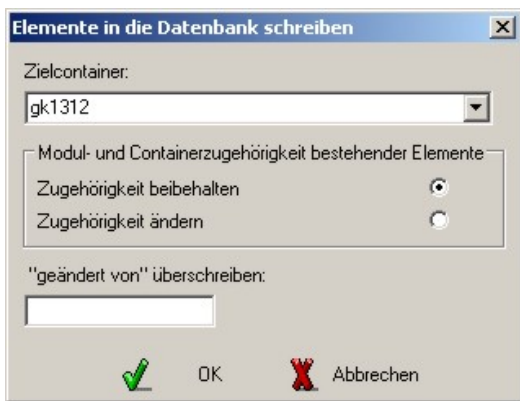 Elemente in die Datenbank schreiben
Zielcontainer:
gk1312
Modul- und Containerzugehörigkeit bestehender Elemente
Zugehörigkeit beibehalten
Zugehörigkeit ändern
"geändert von" überschreiben:
OK Abbrechen